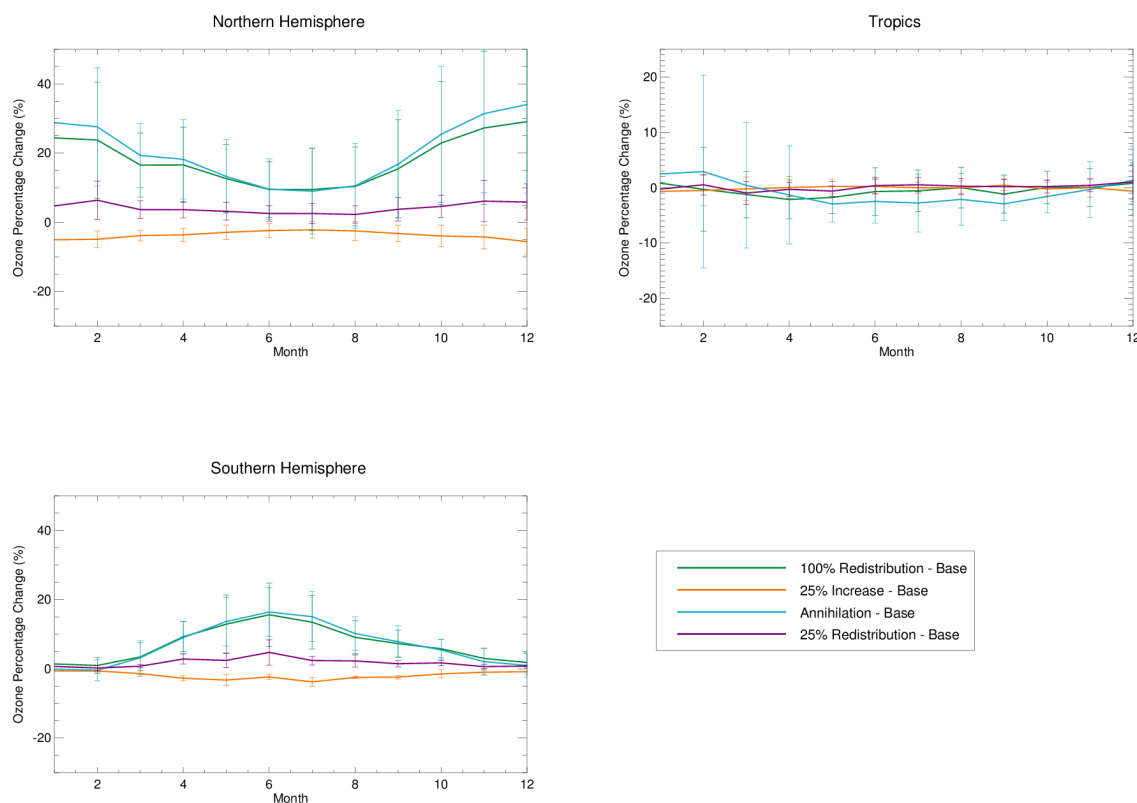 Northern Hemisphere
Ozone Percentage Change (%)
40
20
0
-20
2
4
6
8
10
12
Month
Tropics
Ozone Percentage Change (%)
20
10
0
-10
-20
2
4
6
8
10
12
Month
Southern Hemisphere
Ozone Percentage Change (%)
40
20
0
-20
2
4
6
8
10
12
Month
100% Redistribution - Base
25% Increase - Base
Annihilation - Base
25% Redistribution - Base